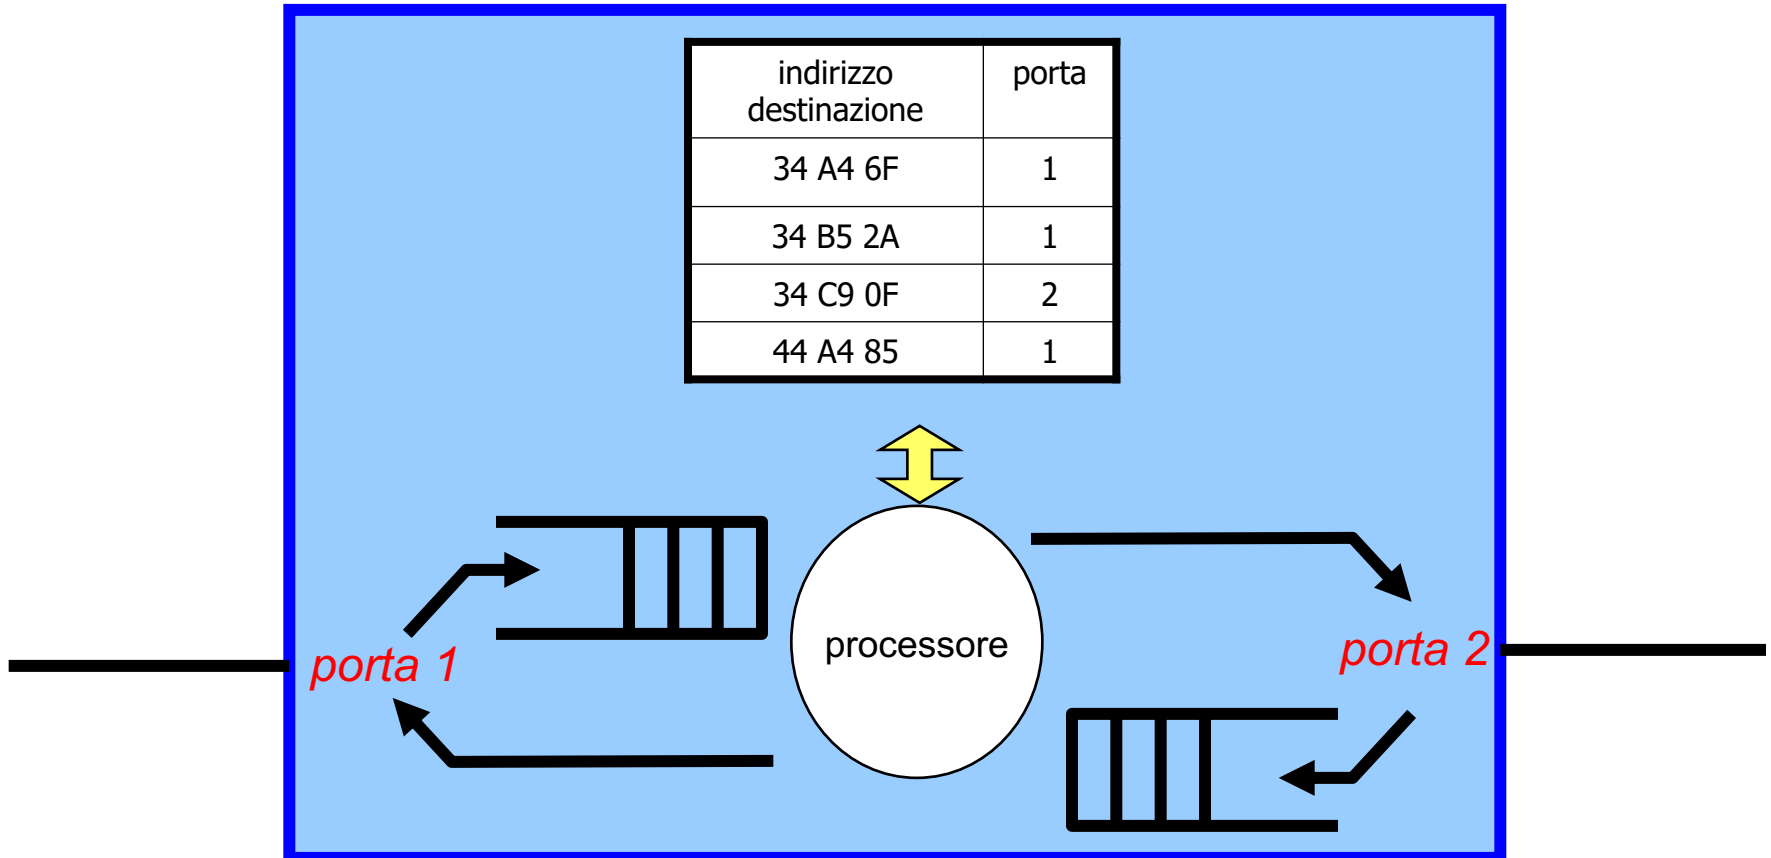 indirizzo
destinazione
porta
34 A4 6F
1
34 B5 2A
1
34 C9 0F
2
44 A4 85
1
processore
porta 1
porta 2